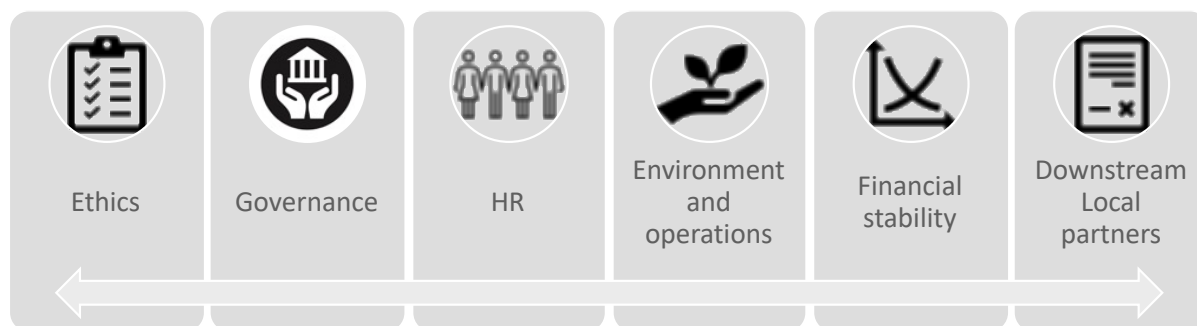 Ethics
Governance
HR
Environment
and
operations
Financial
stability
Downstream
Local
partners